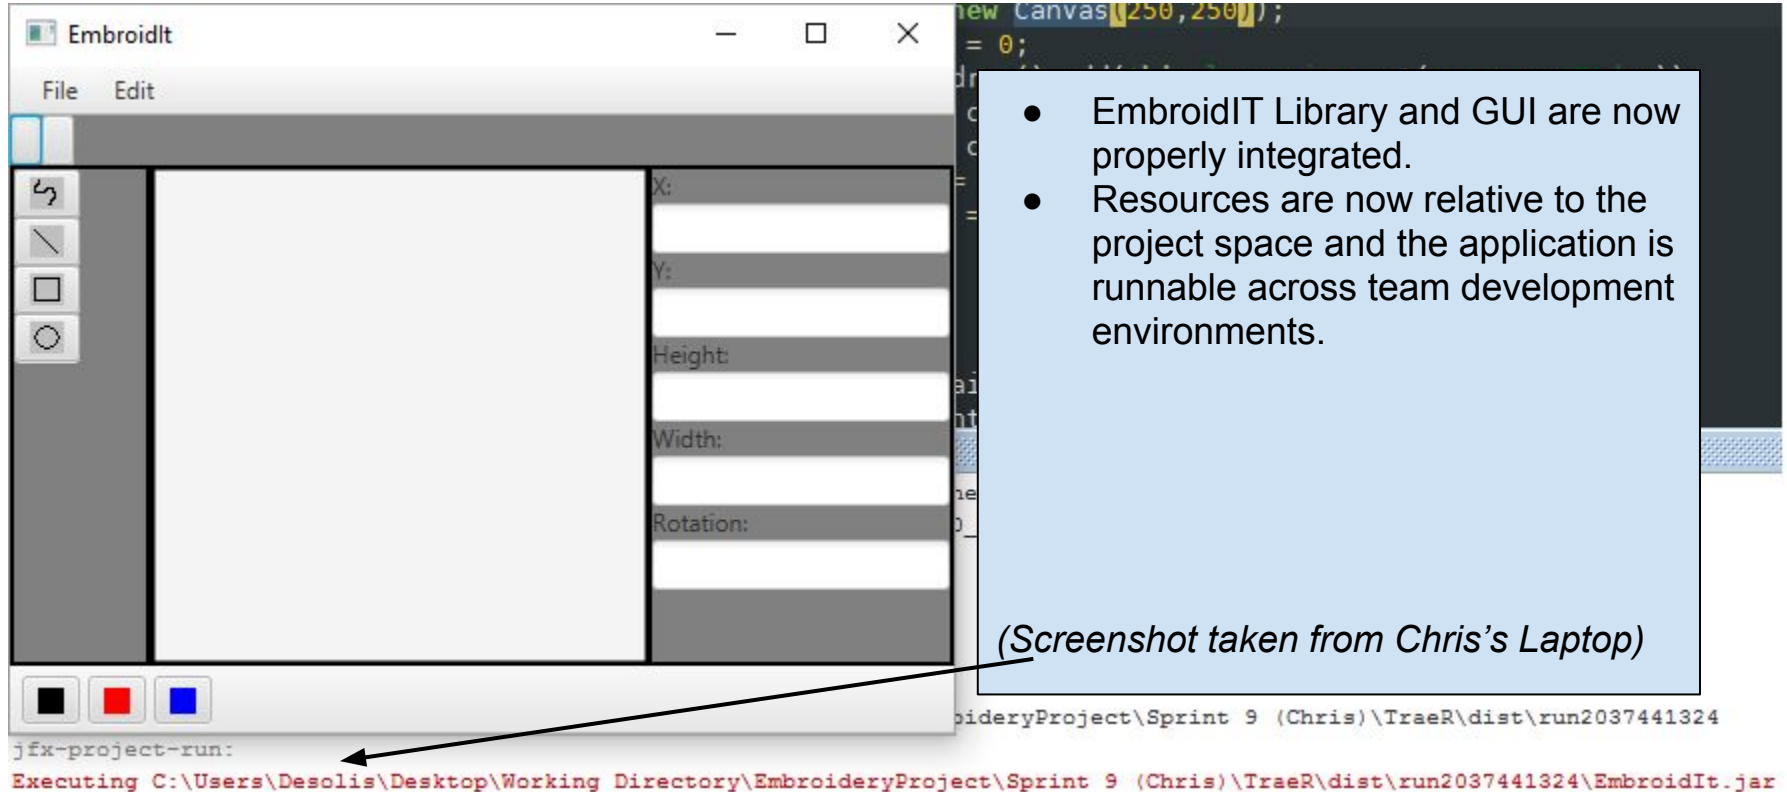 EmbroidIt
File Edit
X:
Y:
Height:
Width:
Rotation:
new Canvas(250,250));
= 0;
● EmbroidIT Library and GUI are now
properly integrated.
● Resources are now relative to the
project space and the application is
runnable across team development
environments.
(Screenshot taken from Chris’s Laptop)
oideryProject\Sprint 9 (Chris)\TraeR\dist\run2037441324
jfx-project-run:
Executing C:\Users\Desolis\Desktop\Working Directory\EmbroideryProject\Sprint 9 (Chris)\TraeR\dist\run2037441324\EmbroidIt.jar